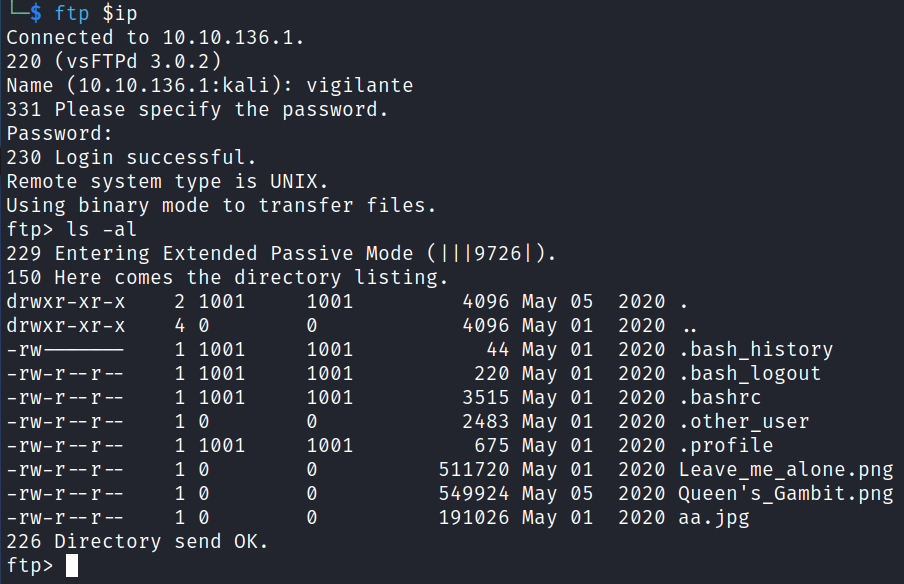 └─$ ftp $ip
Connected to 10.10.136.1.
220 (vsFTPd 3.0.2)
Name (10.10.136.1:kali): vigilante
331 Please specify the password.
Password:
230 Login successful.
Remote system type is UNIX.
Using binary mode to transfer files.
ftp> ls -al
229 Entering Extended Passive Mode (|||9726|).
150 Here comes the directory listing.
drwxr-xr-x    2 1001     1001         4096 May 05  2020 .
drwxr-xr-x    4 0        0            4096 May 01  2020 ..
-rw-------    1 1001     1001           44 May 01  2020 .bash_history
-rw-r--r--    1 1001     1001          220 May 01  2020 .bash_logout
-rw-r--r--    1 1001     1001         3515 May 01  2020 .bashrc
-rw-r--r--    1 0        0            2483 May 01  2020 .other_user
-rw-r--r--    1 1001     1001          675 May 01  2020 .profile
-rw-r--r--    1 0        0          511720 May 01  2020 Leave_me_alone.png
-rw-r--r--    1 0        0          549924 May 05  2020 Queen's_Gambit.png
-rw-r--r--    1 0        0          191026 May 01  2020 aa.jpg
226 Directory send OK.
ftp>